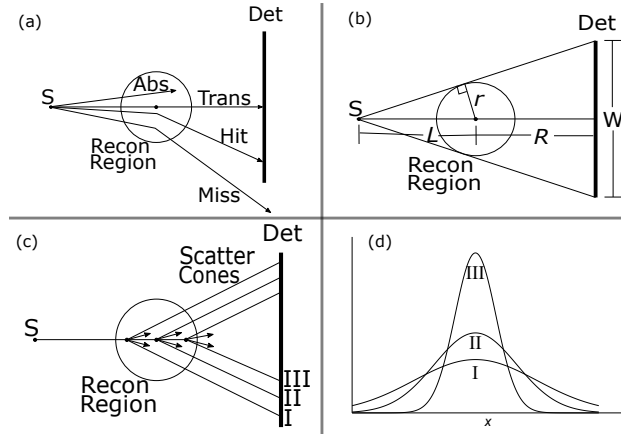 (a)
Det
S
Abs
Trans
Hit
Miss
Recon
Region
(b)
Det
S
r
W
L
R
Recon
Region
(c)
Det
Scatter
Cones
S
III
II
I
Recon
Region
(d)
III
II
I
x